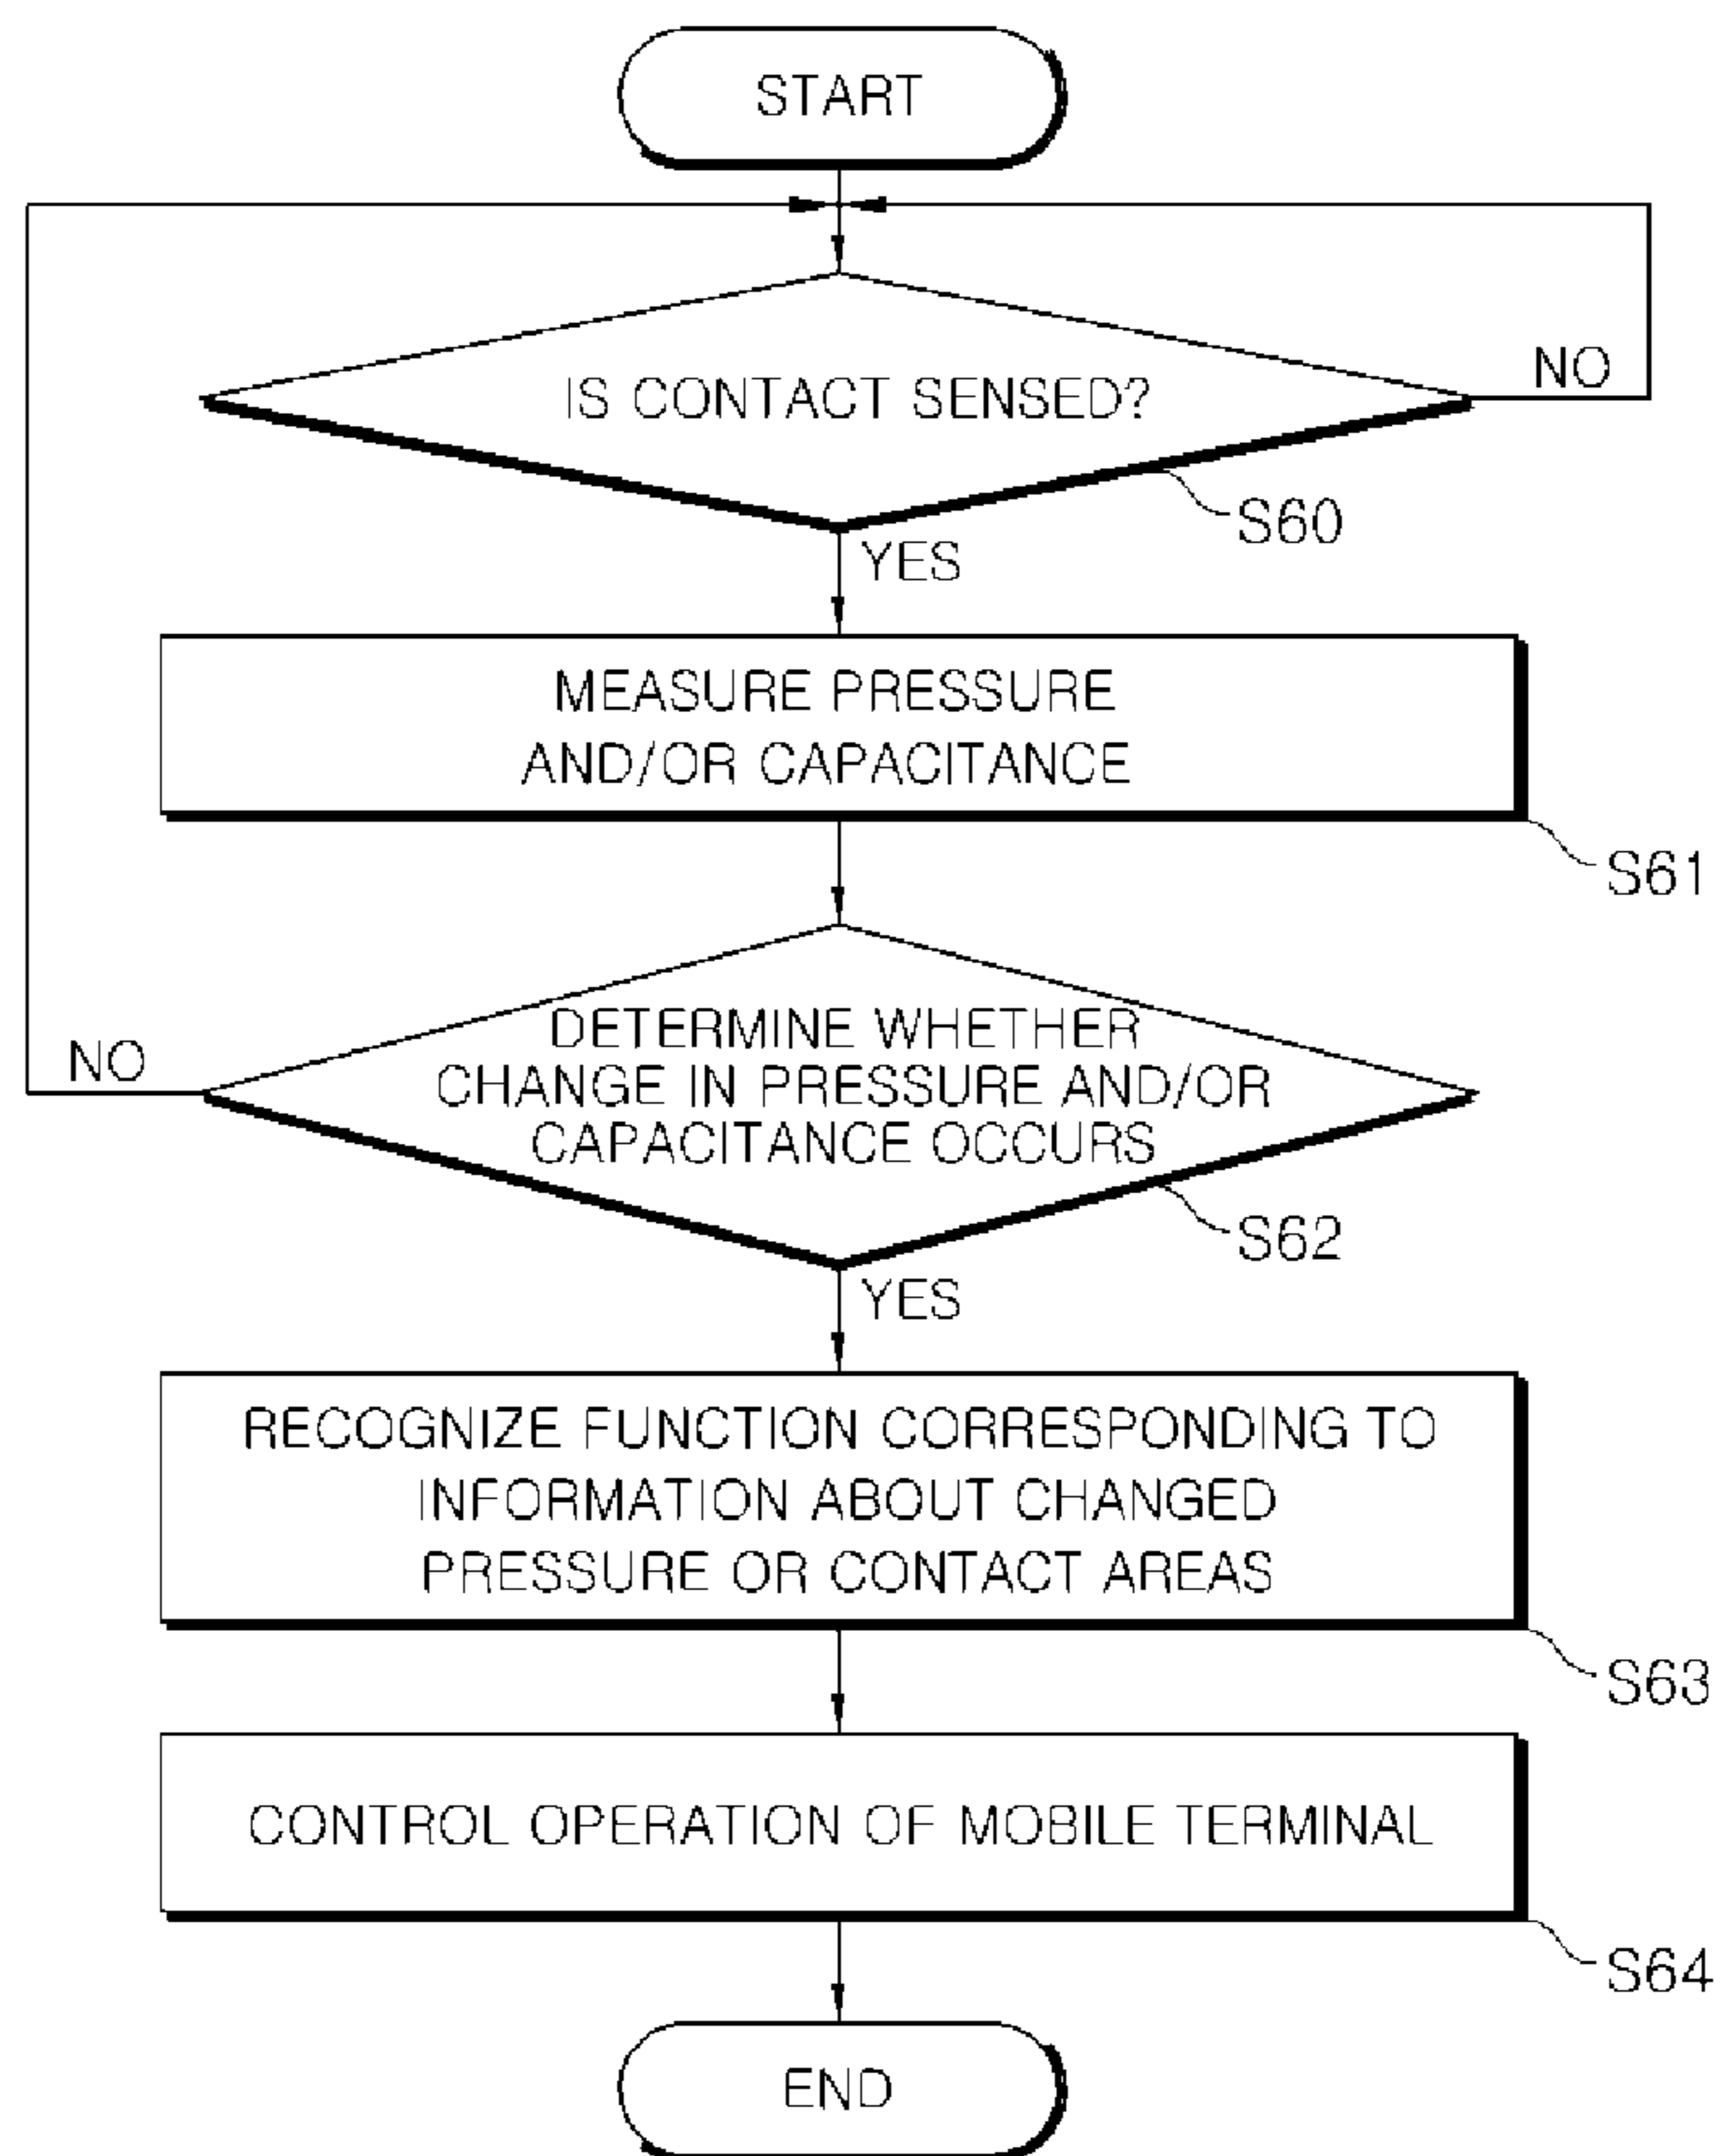 START
IS CONTACT SENSED?
NO
S60
YES
MEASURE PRESSURE
AND/OR CAPACITANCE
S61
DETERMINE WHETHER
CHANGE IN PRESSURE AND/OR
CAPACITANCE OCCURS
NO
S62
YES
RECOGNIZE FUNCTION CORRESPONDING TO
INFORMATION ABOUT CHANGED
PRESSURE OR CONTACT AREAS
S63
CONTROL OPERATION OF MOBILE TERMINAL
S64
END